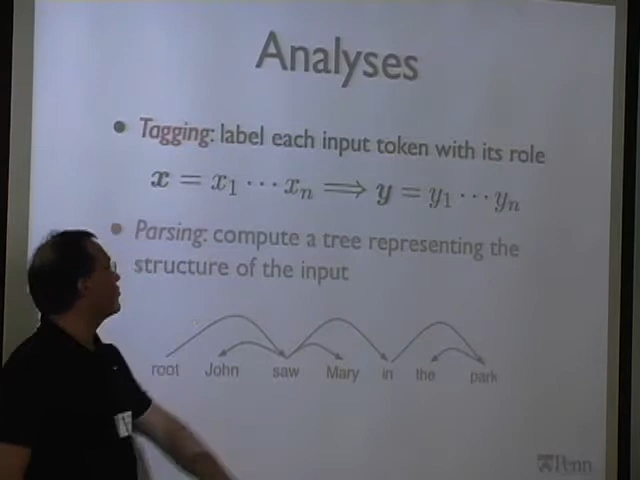 Analyses
• Tagging: label each input token with its role
x = x₁ ⋯ xₙ ⟹ y = y₁ ⋯ yₙ
• Parsing: compute a tree representing the
structure of the input
root John saw Mary in the park
Penn